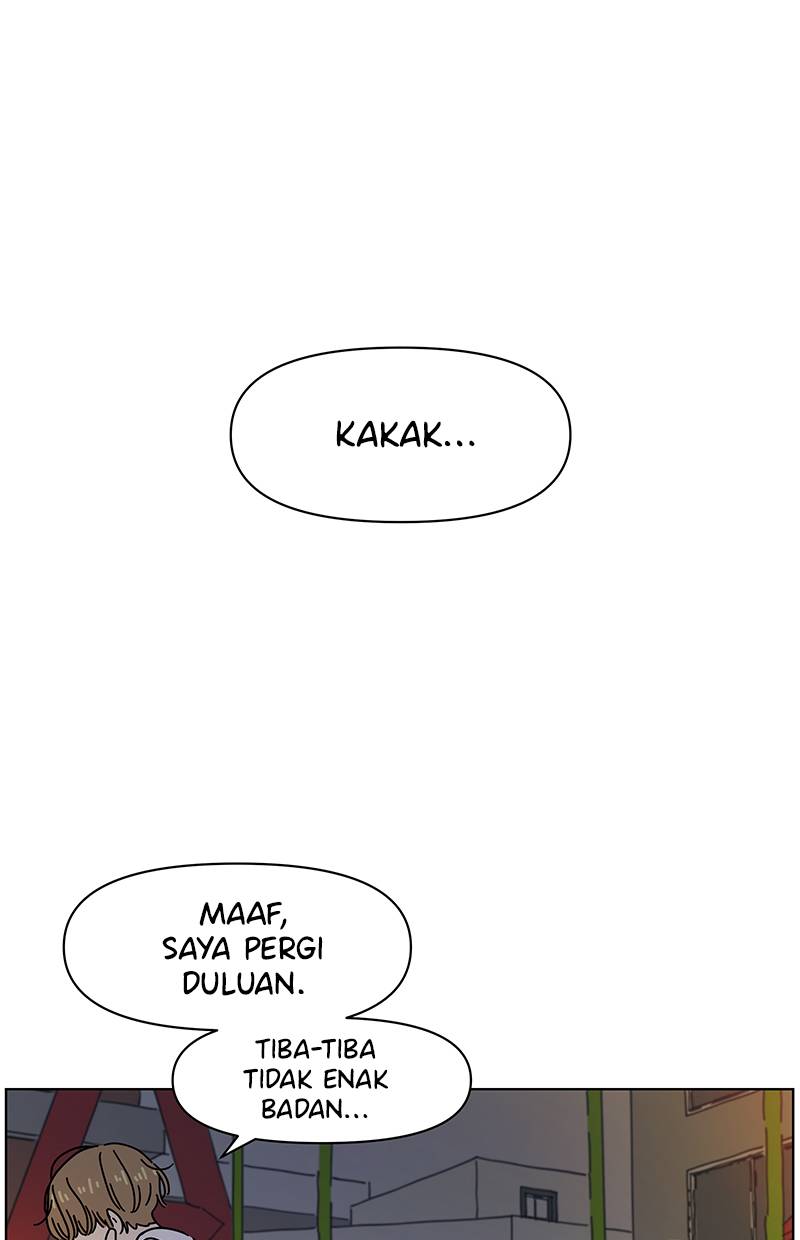 KAKAK...
MAAF,
SAYA PERGI
DULUAN.
TIBA-TIBA
TIDAK ENAK
BADAN...